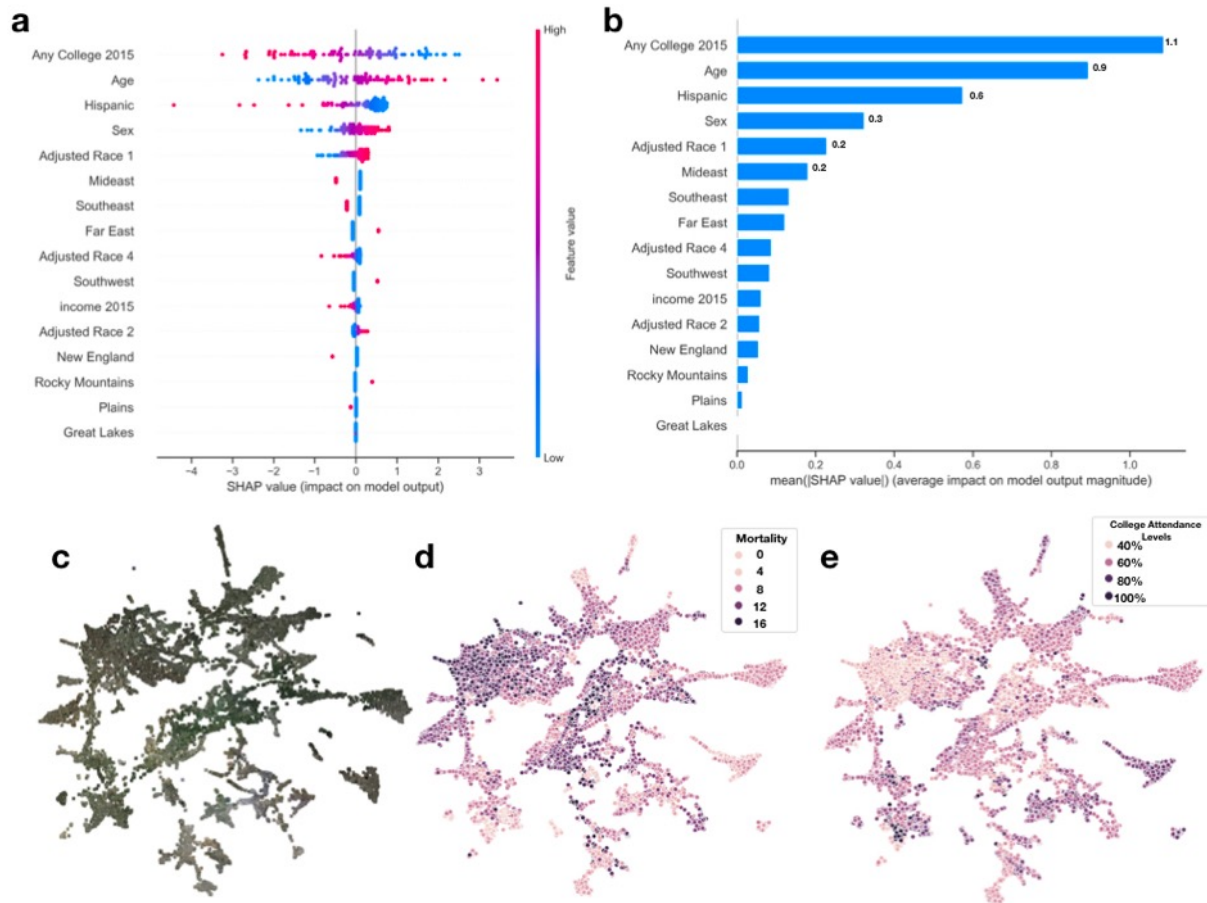 a
High
Any College 2015
Age
Hispanic
Sex
Adjusted Race 1
Mideast
Southeast
Far East
Adjusted Race 4
Southwest
income 2015
Adjusted Race 2
New England
Rocky Mountains
Plains
Great Lakes
Feature value
Low
−4 −3 −2 −1 0 1 2 3
SHAP value (impact on model output)
b
Any College 2015 1.1
Age 0.9
Hispanic 0.6
Sex 0.3
Adjusted Race 1 0.2
Mideast 0.2
Southeast
Far East
Adjusted Race 4
Southwest
income 2015
Adjusted Race 2
New England
Rocky Mountains
Plains
Great Lakes
0.0 0.2 0.4 0.6 0.8 1.0
mean(|SHAP value|) (average impact on model output magnitude)
c
d
Mortality
0
4
8
12
16
e
College Attendance
Levels
40%
60%
80%
100%